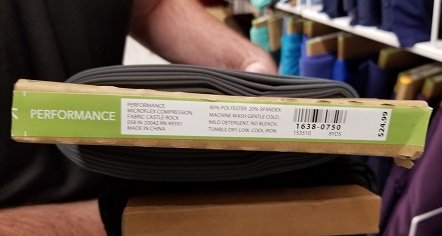 PERFORMANCE
PERFORMANCE
MICROFLEX COMPRESSION
FABRIC CASTLE ROCK
MADE IN CHINA
80% POLYESTER 20% SPANDEX
MACHINE WASH GENTLE COLD,
MILD DETERGENT, NO BLEACH,
TUMBLE DRY LOW, COOL IRON
1638-0750
8YDS
$24.99